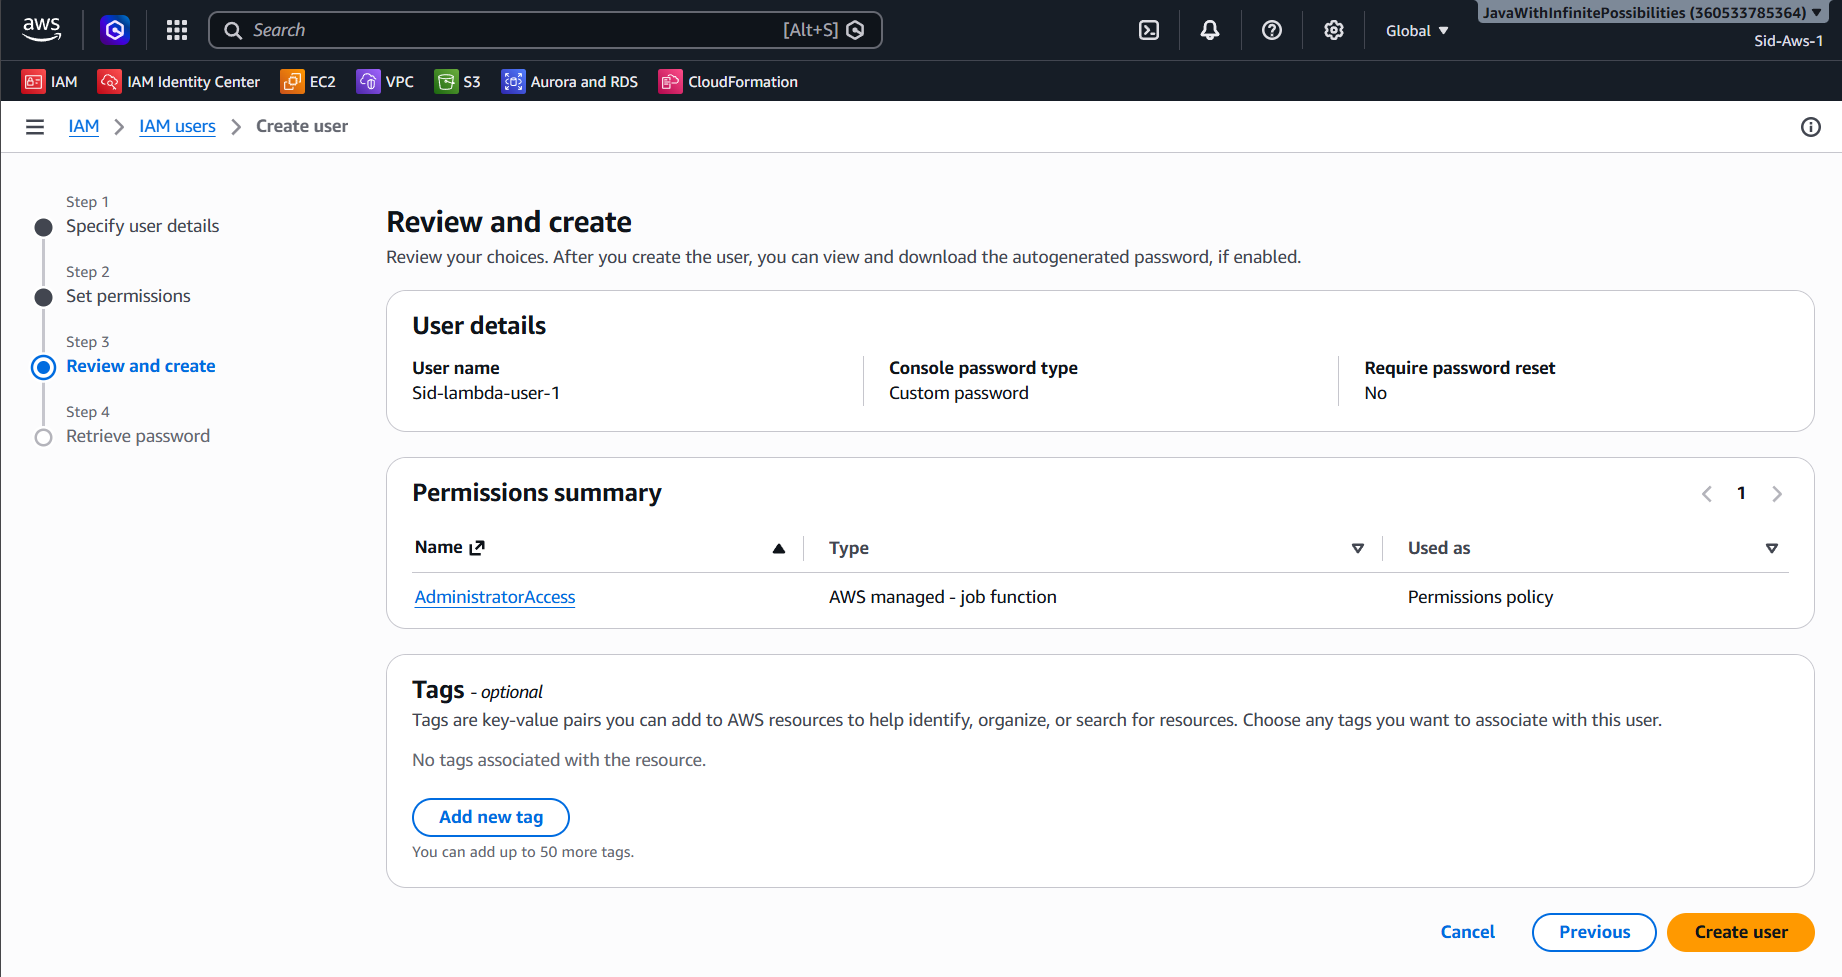 aws
Search [Alt+S]
Global
JavaWithInfinitePossibilities (360533785364)
Sid-Aws-1
IAM IAM Identity Center EC2 VPC S3 Aurora and RDS CloudFormation
IAM IAM users Create user
Step 1
Specify user details
Step 2
Set permissions
Step 3
Review and create
Step 4
Retrieve password
Review and create
Review your choices. After you create the user, you can view and download the autogenerated password, if enabled.
User details
User name Console password type Require password reset
Sid-lambda-user-1 Custom password No
Permissions summary 1
Name Type Used as
AdministratorAccess AWS managed - job function Permissions policy
Tags - optional
Tags are key-value pairs you can add to AWS resources to help identify, organize, or search for resources. Choose any tags you want to associate with this user.
No tags associated with the resource.
Add new tag
You can add up to 50 more tags.
Cancel Previous Create user